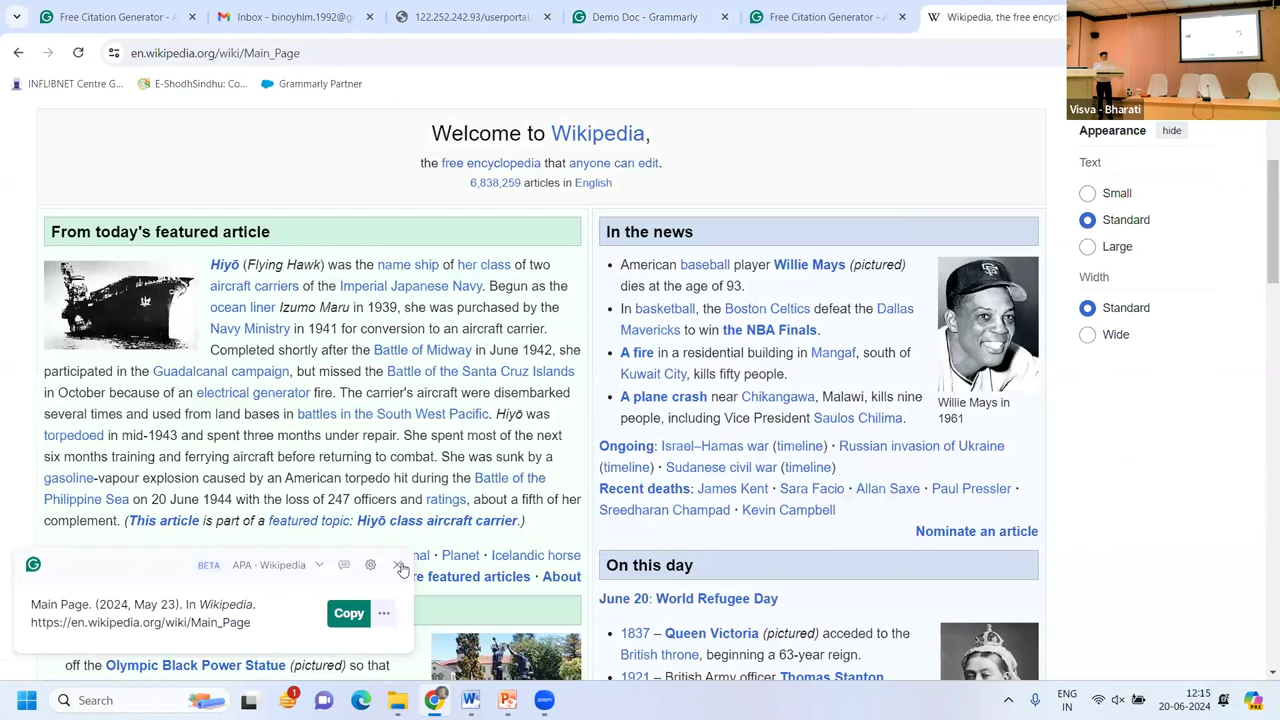 Free Citation Generator - AP
Inbox - binoyhim.1992@g
122.252.242.93/userportal
Demo Doc - Grammarly
Free Citation Generator - A
Wikipedia, the free encyclo
en.wikipedia.org/wiki/Main_Page
INFLIBNET Centre G...
E-ShodhSindhu: Co...
Grammarly Partner
Visva - Bharati
Welcome to Wikipedia,
the free encyclopedia that anyone can edit.
6,838,259 articles in English
From today's featured article
Hiyō (Flying Hawk) was the name ship of her class of two
aircraft carriers of the Imperial Japanese Navy. Begun as the
ocean liner Izumo Maru in 1939, she was purchased by the
Navy Ministry in 1941 for conversion to an aircraft carrier.
Completed shortly after the Battle of Midway in June 1942, she
participated in the Guadalcanal campaign, but missed the Battle of the Santa Cruz Islands
in October because of an electrical generator fire. The carrier's aircraft were disembarked
several times and used from land bases in battles in the South West Pacific. Hiyō was
torpedoed in mid-1943 and spent three months under repair. She spent most of the next
six months training and ferrying aircraft before returning to combat. She was sunk by a
gasoline-vapour explosion caused by an American torpedo hit during the Battle of the
Philippine Sea on 20 June 1944 with the loss of 247 officers and ratings, about a fifth of her
complement. (This article is part of a featured topic: Hiyō class aircraft carrier.)
nal · Planet · Icelandic horse
re featured articles · About
BETA APA · Wikipedia
Main Page. (2024, May 23). In Wikipedia.
https://en.wikipedia.org/wiki/Main_Page
Copy
off the Olympic Black Power Statue (pictured) so that
In the news
American baseball player Willie Mays (pictured)
dies at the age of 93.
In basketball, the Boston Celtics defeat the Dallas
Mavericks to win the NBA Finals.
A fire in a residential building in Mangaf, south of
Kuwait City, kills fifty people.
A plane crash near Chikangawa, Malawi, kills nine
people, including Vice President Saulos Chilima.
Willie Mays in
1961
Ongoing: Israel–Hamas war (timeline) · Russian invasion of Ukraine
(timeline) · Sudanese civil war (timeline)
Recent deaths: James Kent · Sara Facio · Allan Saxe · Paul Pressler ·
Sreedharan Champad · Kevin Campbell
Nominate an article
On this day
June 20: World Refugee Day
1837 – Queen Victoria (pictured) acceded to the
British throne, beginning a 63-year reign.
1921 – British Army officer Thomas Stanton
Appearance hide
Text
Small
Standard
Large
Width
Standard
Wide
Search
1
zoom
ENG
IN
12:15
20-06-2024
PRE